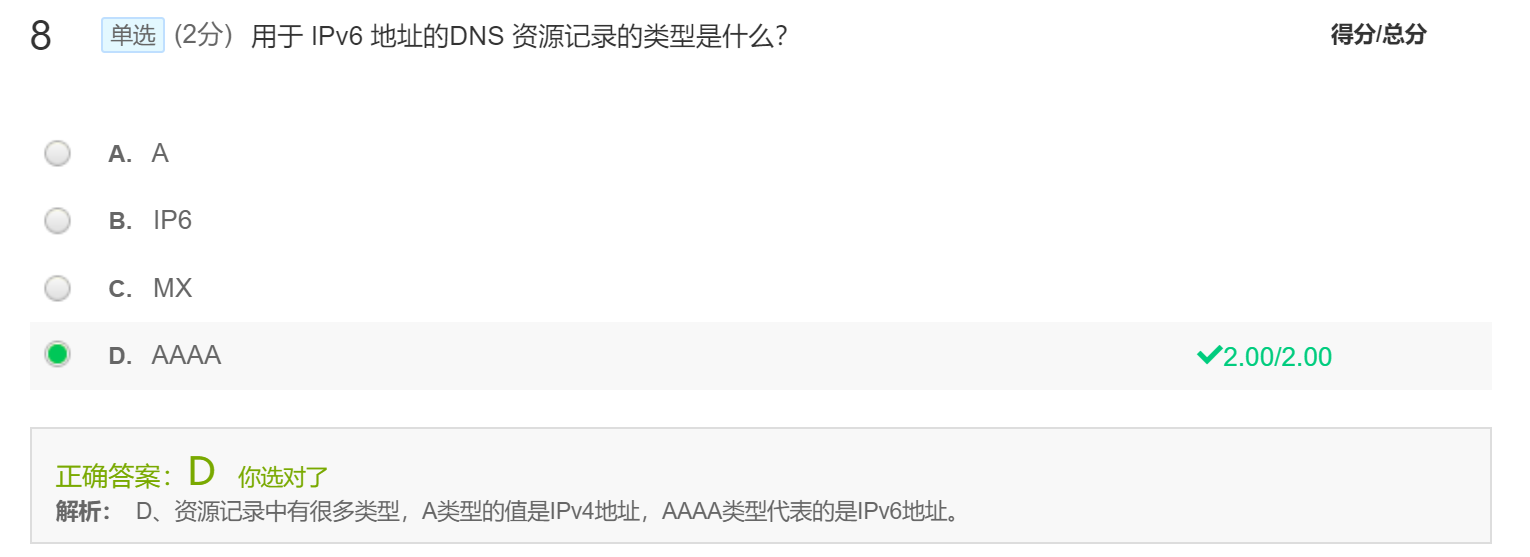 8 单选 (2分) 用于 IPv6 地址的DNS 资源记录的类型是什么? 得分/总分
A. A
B. IP6
C. MX
D. AAAA 2.00/2.00
正确答案：D 你选对了
解析： D、资源记录中有很多类型，A类型的值是IPv4地址，AAAA类型代表的是IPv6地址。